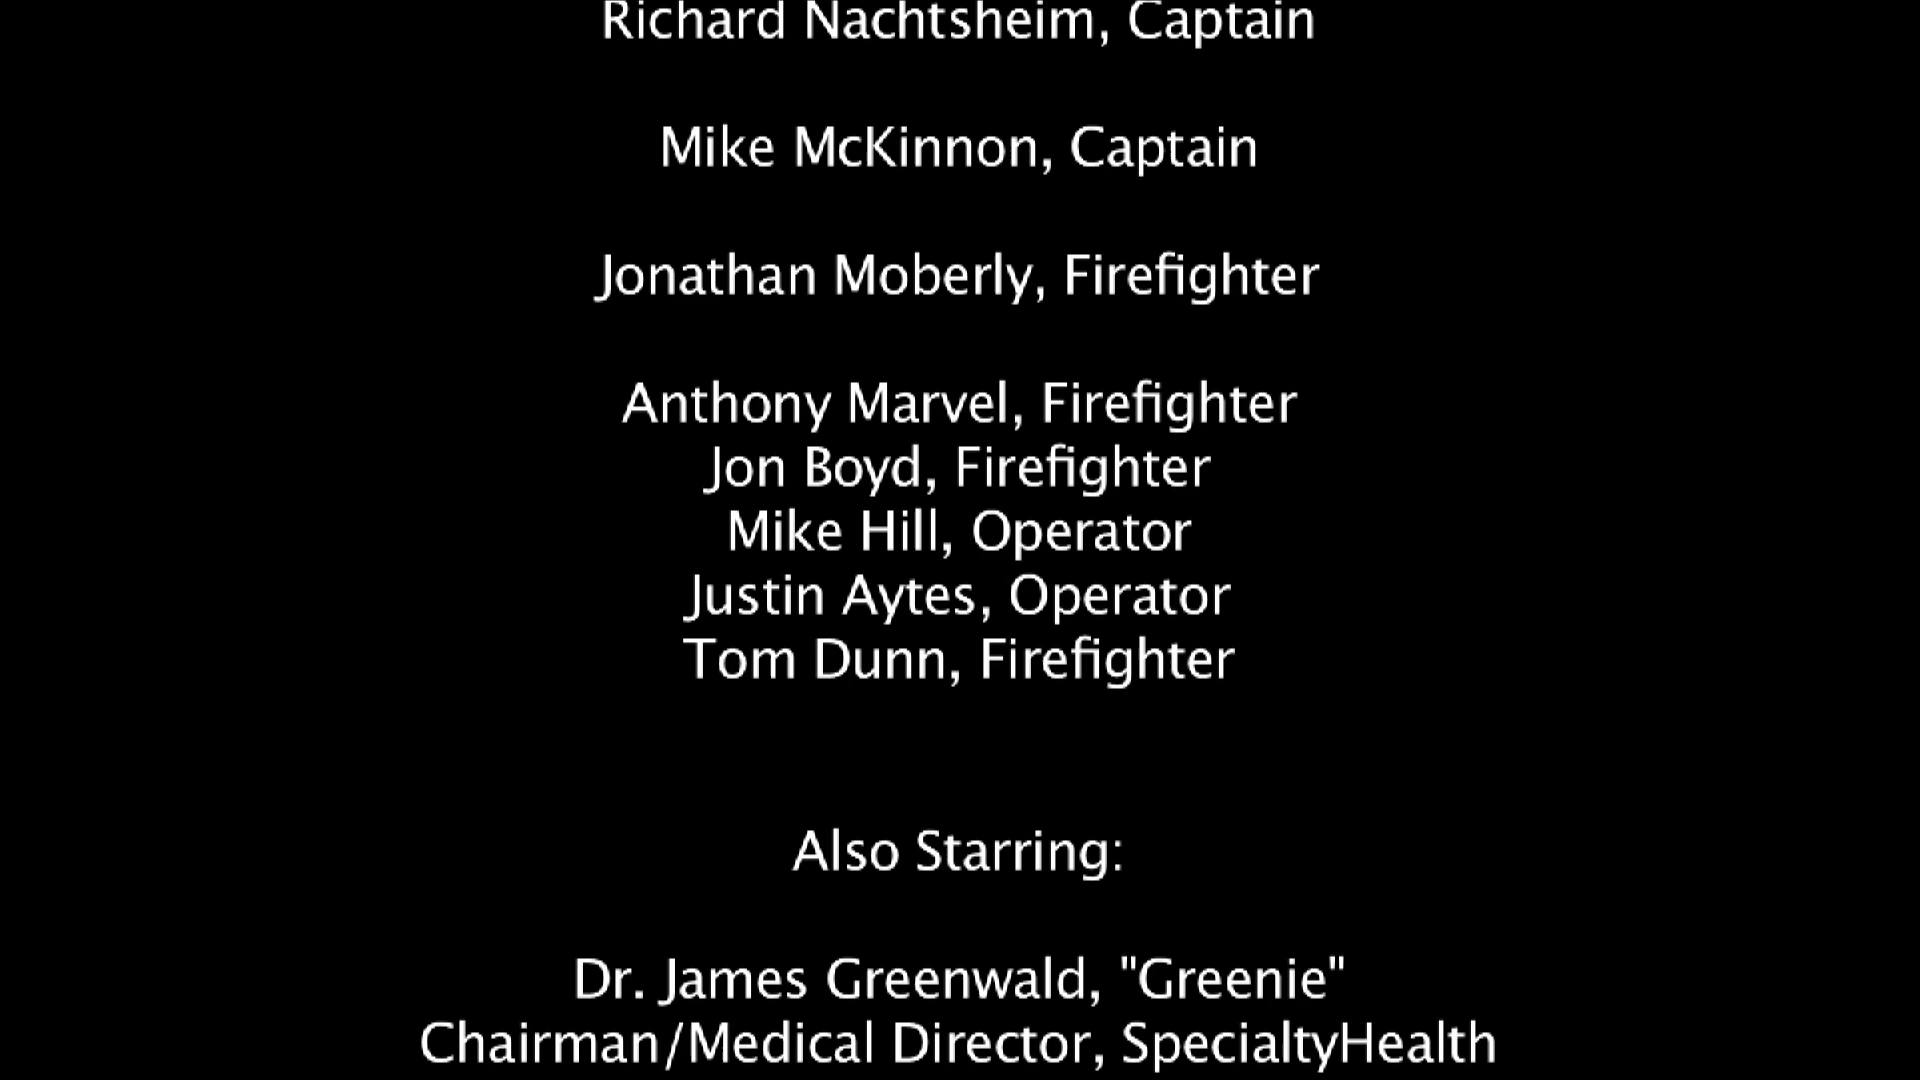 Richard Nachtsheim, Captain
Mike McKinnon, Captain
Jonathan Moberly, Firefighter
Anthony Marvel, Firefighter
Jon Boyd, Firefighter
Mike Hill, Operator
Justin Aytes, Operator
Tom Dunn, Firefighter
Also Starring:
Dr. James Greenwald, "Greenie"
Chairman/Medical Director, SpecialtyHealth